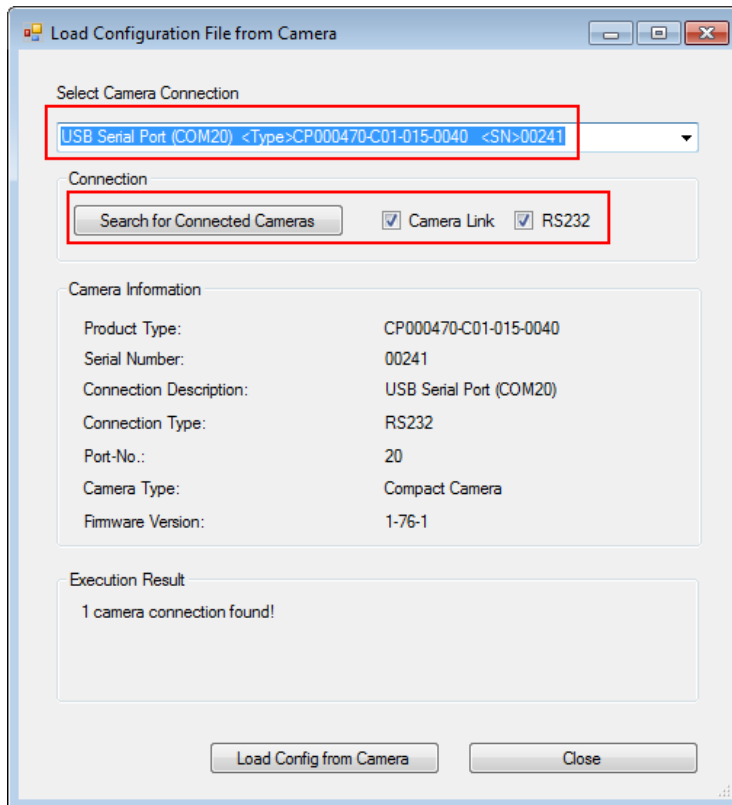 Load Configuration File from Camera
Select Camera Connection
USB Serial Port (COM20) <Type>CP000470-C01-015-0040 <SN>00241
Connection
Search for Connected Cameras Camera Link RS232
Camera Information
Product Type: CP000470-C01-015-0040
Serial Number: 00241
Connection Description: USB Serial Port (COM20)
Connection Type: RS232
Port-No.: 20
Camera Type: Compact Camera
Firmware Version: 1-76-1
Execution Result
1 camera connection found!
Load Config from Camera Close